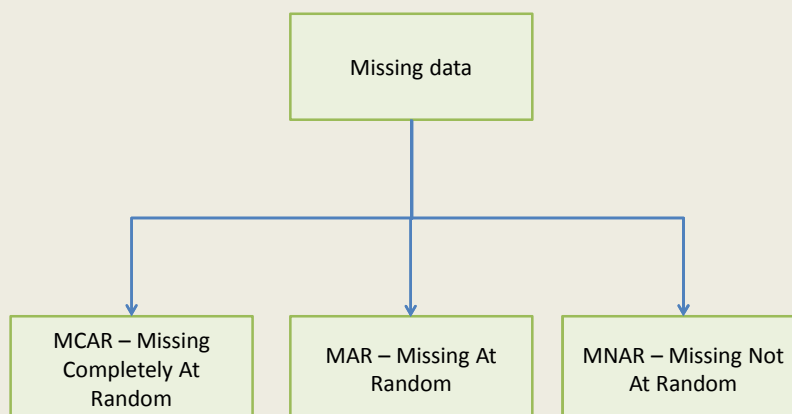 Missing data
MCAR – Missing
Completely At
Random
MAR – Missing At
Random
MNAR – Missing Not
At Random